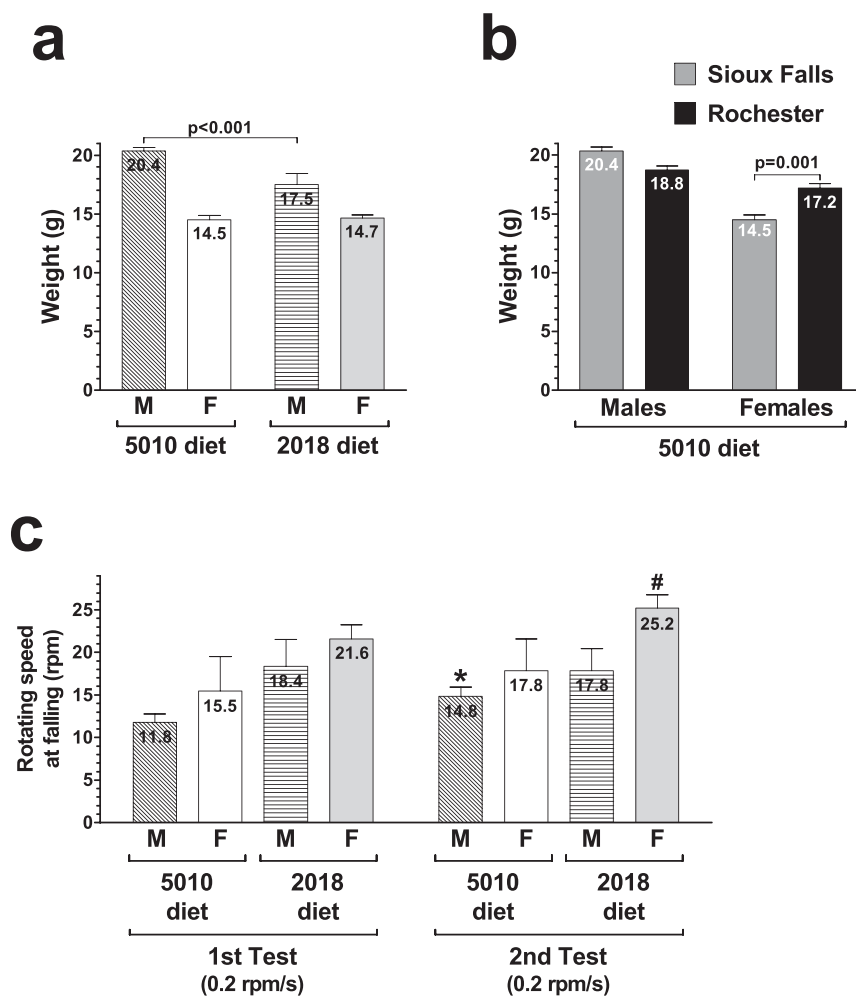 a
p<0.001
Weight (g)
20
15
10
5
0
20.4
14.5
17.5
14.7
M F M F
5010 diet 2018 diet
b
Sioux Falls
Rochester
p=0.001
Weight (g)
20
15
10
5
0
20.4
18.8
14.5
17.2
Males Females
5010 diet
c
Rotating speed
at falling (rpm)
25
20
15
10
5
0
11.8
15.5
18.4
21.6
*
14.8
17.8
17.8
#
25.2
M F M F M F M F
5010 2018 5010 2018
diet diet diet diet
1st Test 2nd Test
(0.2 rpm/s) (0.2 rpm/s)